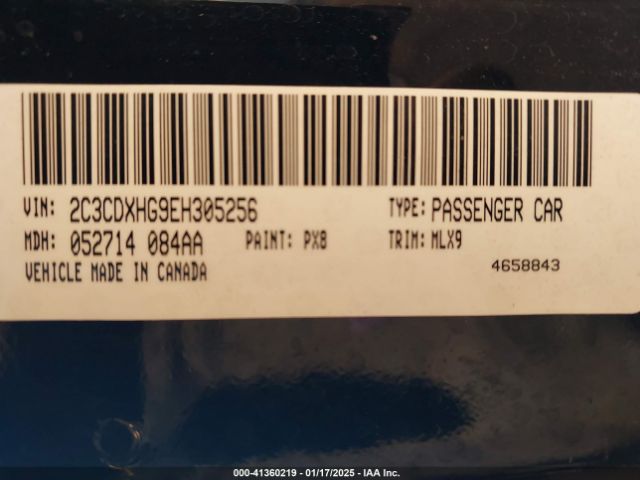 VIN: 2C3CDXHG9EH305256 TYPE: PASSENGER CAR
MDH: 052714 084AA PAINT: PX8 TRIM: MLX9
VEHICLE MADE IN CANADA 4658843
000-41360219 - 01/17/2025 - IAA Inc.